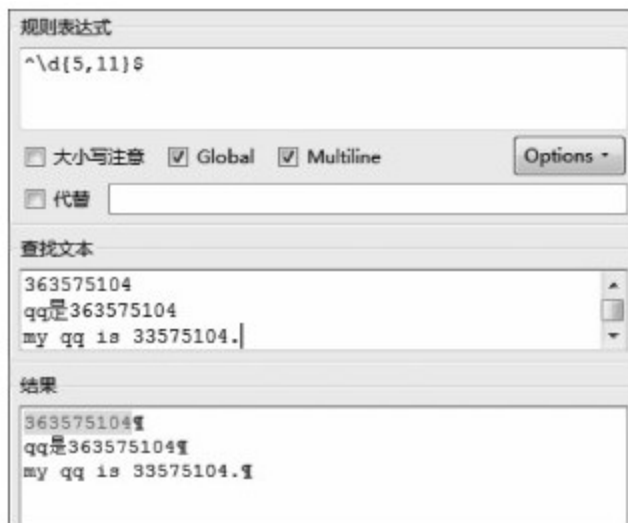 规则表达式
^\d{5,11}$
大小写注意 Global Multiline Options
代替
查找文本
363575104
qq是363575104
my qq is 33575104.
结果
363575104¶
qq是363575104¶
my qq is 33575104.¶